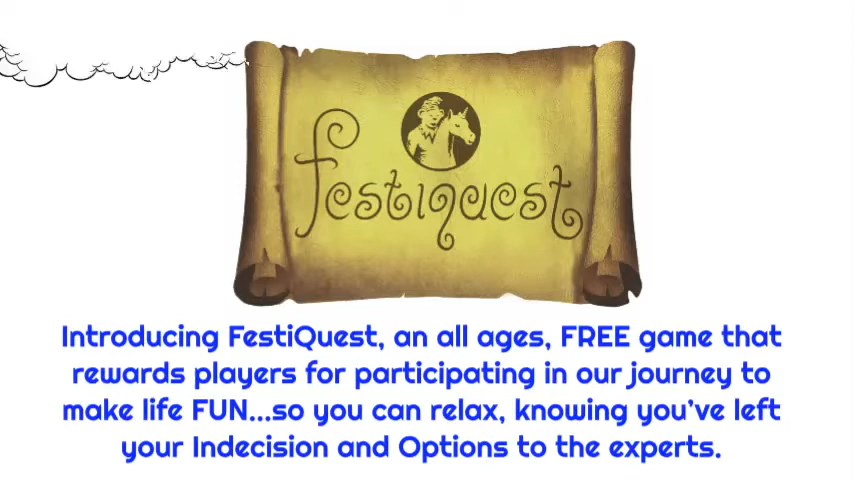 festiquest
Introducing FestiQuest, an all ages, FREE game that
rewards players for participating in our journey to
make life FUN...so you can relax, knowing you've left
your Indecision and Options to the experts.